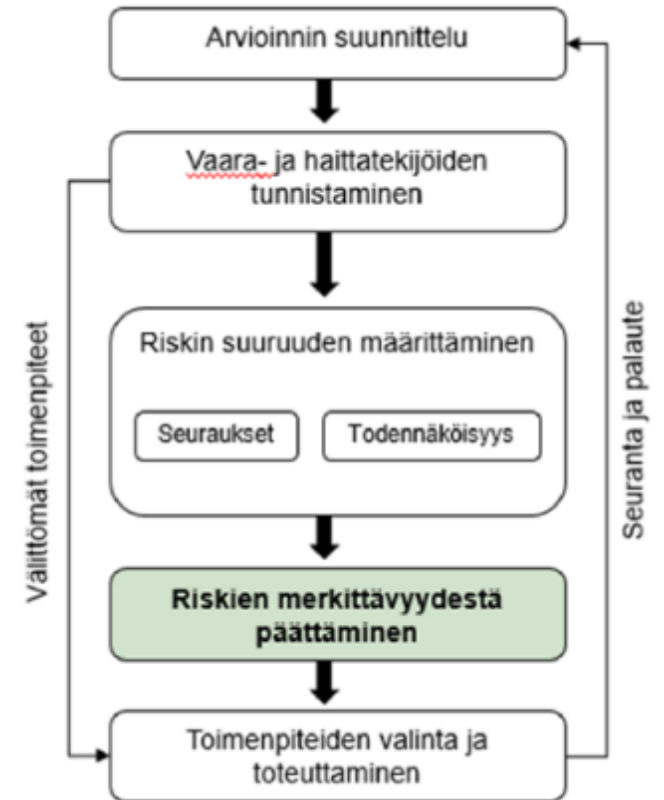 Arvioinnin suunnittelu
Vaara- ja haittatekijöiden
tunnistaminen
Riskin suuruuden määrittäminen
Seuraukset
Todennäköisyys
Riskien merkittävyydestä
päättäminen
Toimenpiteiden valinta ja
toteuttaminen
Välittömät toimenpiteet
Seuranta ja palaute